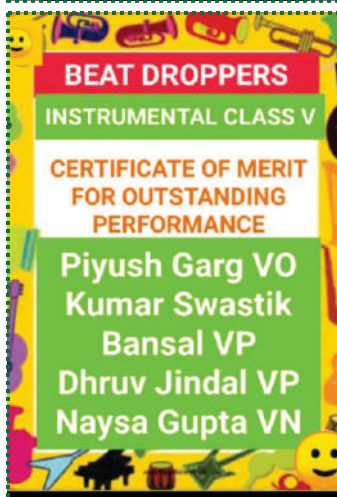 BEAT DROPPERS
INSTRUMENTAL CLASS V
CERTIFICATE OF MERIT
FOR OUTSTANDING
PERFORMANCE
Piyush Garg VO
Kumar Swastik
Bansal VP
Dhruv Jindal VP
Naysa Gupta VN